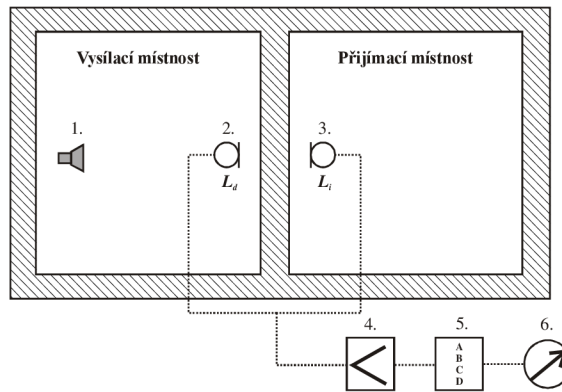 Vysílací místnost
Přijímací místnost
1.
2.
3.
L_d
L_i
4.
5.
6.
A
B
C
D